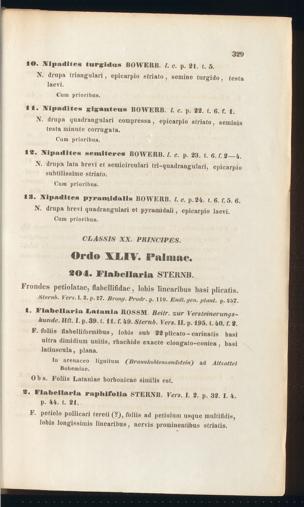 329
10. Nipadites turgidus BOWERB. l. c. p. 21. t. 5.
N. drupa triangulari, epicarpio striato, semine turgido, testa
laevi.
Cum prioribus.
11. Nipadites giganteus BOWERB. l. c. p. 22. t. 6. f. 1.
N. drupa quadrangulari compressa, epicarpio striato, seminis
testa minute corrugata.
Cum prioribus.
12. Nipadites semiteres BOWERB. l. c. p. 23. t. 6. f. 2—4.
N. drupa lata brevi et semicirculari tri-quadrangulari, epicarpio
subtilissime striato.
Cum prioribus.
13. Nipadites pyramidalis BOWERB. l. c. p. 24. t. 6. f. 5. 6.
N. drupa brevi quadrangulari et pyramidali, epicarpio laevi.
Cum prioribus.
CLASSIS XX. PRINCIPES.
Ordo XLIV. Palmae.
204. Flabellaria STERNB.
Frondes petiolatae, flabellifidae, lobis linearibus basi plicatis.
Sternb. Vers. I. 2. p. 27. Brong. Prodr. p. 119. Endl. gen. plant. p. 257.
1. Flabellaria Latania ROSSM. Beitr. zur Versteinerungs-
kunde. Hft. I. p. 39. t. 11. f. 49. Sternb. Vers. II. p. 195. t. 40. f. 2.
F. foliis flabelliformibus, lobis sub 22 plicato-carinatis basi
ultra dimidium unitis, rhachide exacte elongato-conica, basi
latiuscula, plana.
In arenaceo lignitum (Braunkohlensandstein) ad Altsattel
Bohemiae.
Obs. Foliis Lataniae borbonicae similis est.
2. Flabellaria raphifolia STERNB. Vers. I. 2. p. 32. I. 4.
p. 44. t. 21.
F. petiolo pollicari tereti (?), foliis ad petiolum usque multifidis,
lobis longissimis linearibus, nervis prominentibus striatis.